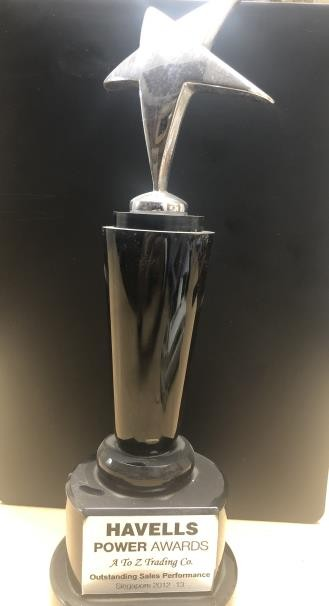 HAVELLS
POWER AWARDS
A To Z Trading Co.
Outstanding Sales Performance
Singapore 2012-13